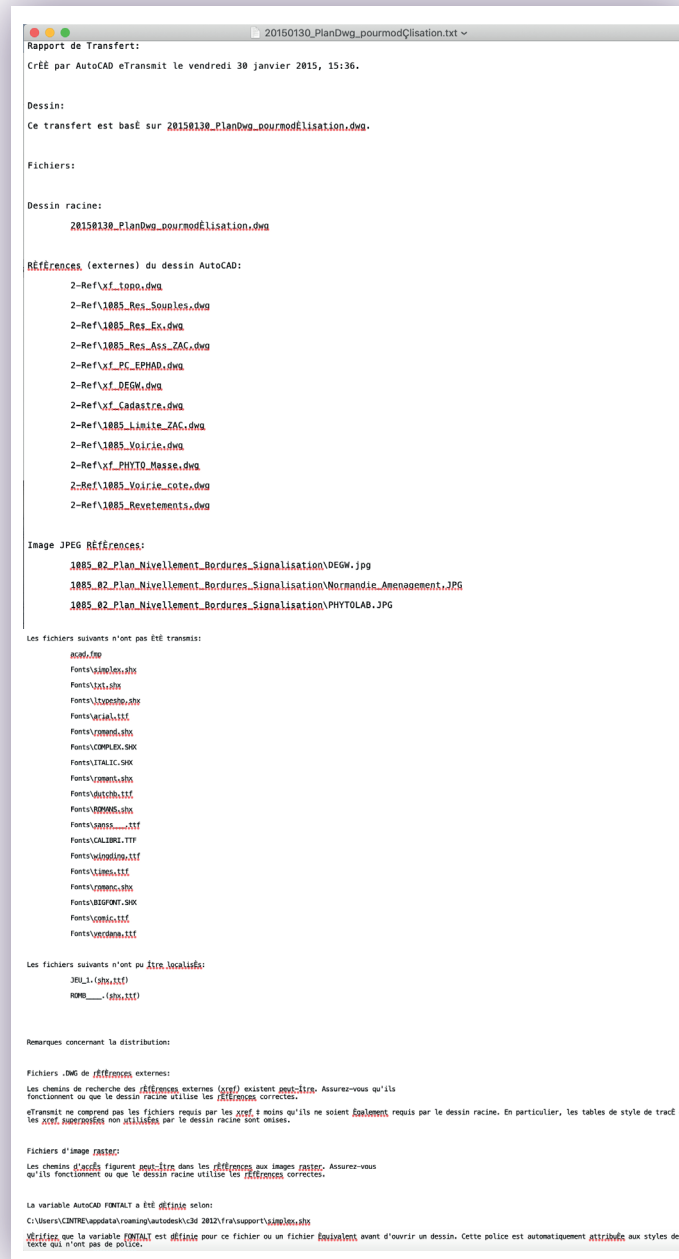 20150130_PlanDwg_pourmodÇlisation.txt
Rapport de Transfert:
CrÈÈ par AutoCAD eTransmit le vendredi 30 janvier 2015, 15:36.
Dessin:
Ce transfert est basÈ sur 20150130_PlanDwg_pourmodÈlisation.dwg.
Fichiers:
Dessin racine:
20150130_PlanDwg_pourmodÈlisation.dwg
RÈfÈrences (externes) du dessin AutoCAD:
2-Ref\xf_topo.dwg
2-Ref\1085_Res_Souples.dwg
2-Ref\1085_Res_Ex.dwg
2-Ref\1085_Res_Ass_ZAC.dwg
2-Ref\xf_PC_EPHAD.dwg
2-Ref\xf_DEGW.dwg
2-Ref\xf_Cadastre.dwg
2-Ref\1085_Limite_ZAC.dwg
2-Ref\1085_Voirie.dwg
2-Ref\xf_PHYTO_Masse.dwg
2-Ref\1085_Voirie_cote.dwg
2-Ref\1085_Revetements.dwg
Image JPEG RÈfÈrences:
1085_02_Plan_Nivellement_Bordures_Signalisation\DEGW.jpg
1085_02_Plan_Nivellement_Bordures_Signalisation\Normandie_Amenagement.JPG
1085_02_Plan_Nivellement_Bordures_Signalisation\PHYTOLAB.JPG
Les fichiers suivants n'ont pas ÈtÈ transmis:
acad.fmp
Fonts\simplex.shx
Fonts\txt.shx
Fonts\ltypeshp.shx
Fonts\arial.ttf
Fonts\romand.shx
Fonts\COMPLEX.SHX
Fonts\ITALIC.SHX
Fonts\romant.shx
Fonts\dutchb.ttf
Fonts\ROMANS.shx
Fonts\sanss___.ttf
Fonts\CALIBRI.TTF
Fonts\wingding.ttf
Fonts\times.ttf
Fonts\romanc.shx
Fonts\BIGFONT.SHX
Fonts\comic.ttf
Fonts\verdana.ttf
Les fichiers suivants n'ont pu Ítre localisÈs:
JEU_1.(shx,ttf)
ROMB____.(shx,ttf)
Remarques concernant la distribution:
Fichiers .DWG de rÈfÈrences externes:
Les chemins de recherche des rÈfÈrences externes (xref) existent peut-Ítre. Assurez-vous qu'ils
fonctionnent ou que le dessin racine utilise les rÈfÈrences correctes.
eTransmit ne comprend pas les fichiers requis par les xref ‡ moins qu'ils ne soient Ègalement requis par le dessin racine. En particulier, les tables de style de tracÈ
les xref superposÈes non utilisÈes par le dessin racine sont omises.
Fichiers d'image raster:
Les chemins d'accËs figurent peut-Ítre dans les rÈfÈrences aux images raster. Assurez-vous
qu'ils fonctionnent ou que le dessin racine utilise les rÈfÈrences correctes.
La variable AutoCAD FONTALT a ÈtÈ dÈfinie selon:
C:\Users\CINTRE\appdata\roaming\autodesk\c3d 2012\fra\support\simplex.shx
VÈrifiez que la variable FONTALT est dÈfinie pour ce fichier ou un fichier Èquivalent avant d'ouvrir un dessin. Cette police est automatiquement attribuÈe aux styles de
texte qui n'ont pas de police.